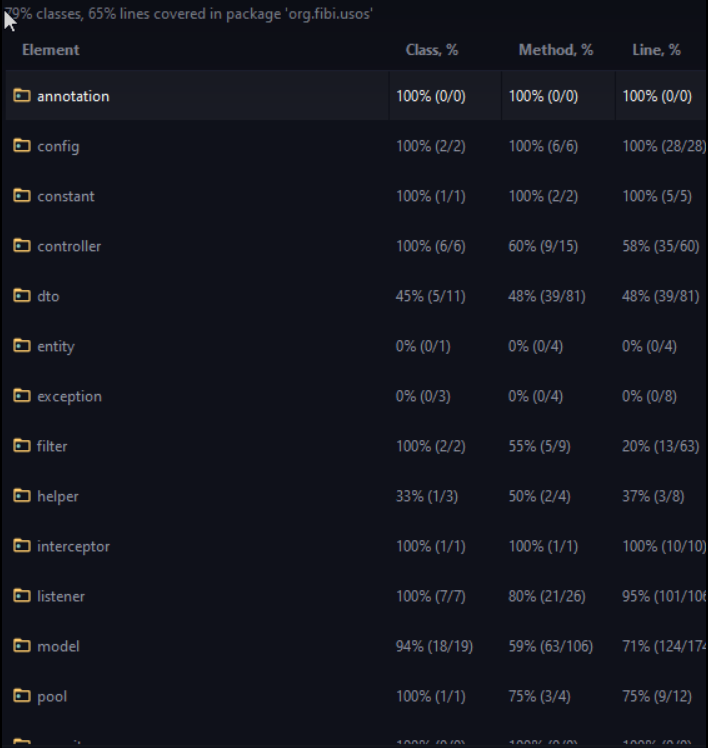 79% classes, 65% lines covered in package 'org.fibi.usos'
Element Class, % Method, % Line, %
annotation 100% (0/0) 100% (0/0) 100% (0/0)
config 100% (2/2) 100% (6/6) 100% (28/28)
constant 100% (1/1) 100% (2/2) 100% (5/5)
controller 100% (6/6) 60% (9/15) 58% (35/60)
dto 45% (5/11) 48% (39/81) 48% (39/81)
entity 0% (0/1) 0% (0/4) 0% (0/4)
exception 0% (0/3) 0% (0/4) 0% (0/8)
filter 100% (2/2) 55% (5/9) 20% (13/63)
helper 33% (1/3) 50% (2/4) 37% (3/8)
interceptor 100% (1/1) 100% (1/1) 100% (10/10)
listener 100% (7/7) 80% (21/26) 95% (101/106
model 94% (18/19) 59% (63/106) 71% (124/174
pool 100% (1/1) 75% (3/4) 75% (9/12)